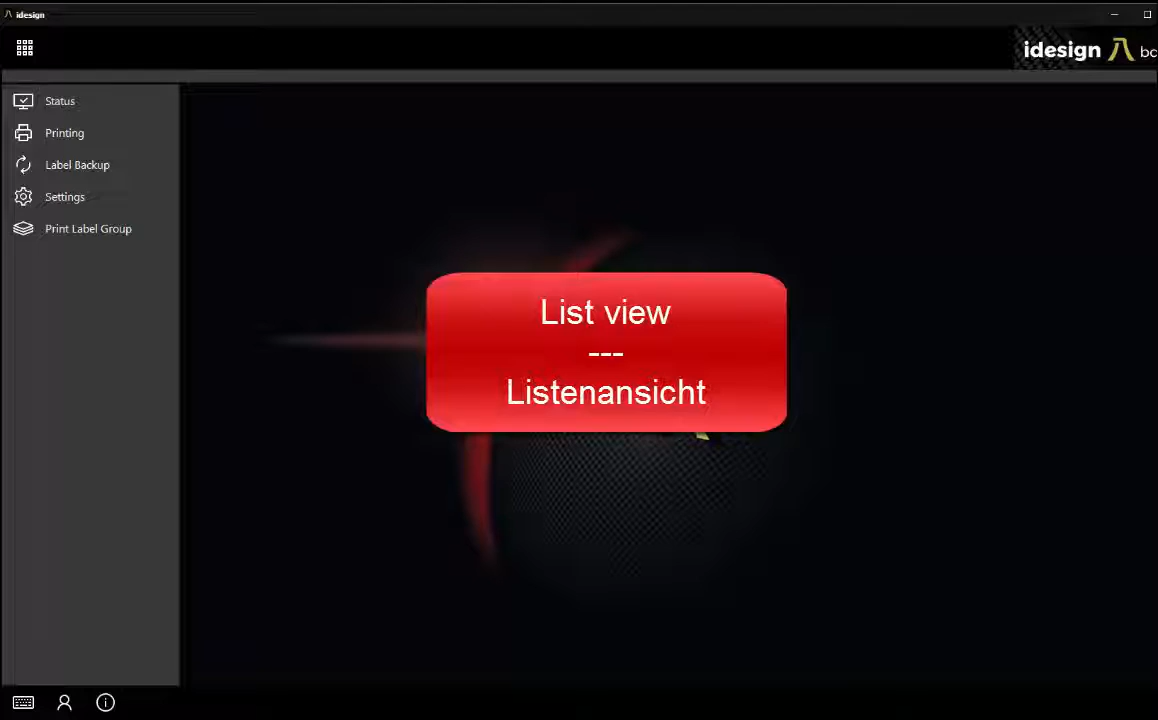 idesign
idesign bc
Status
Printing
Label Backup
Settings
Print Label Group
List view
---
Listenansicht